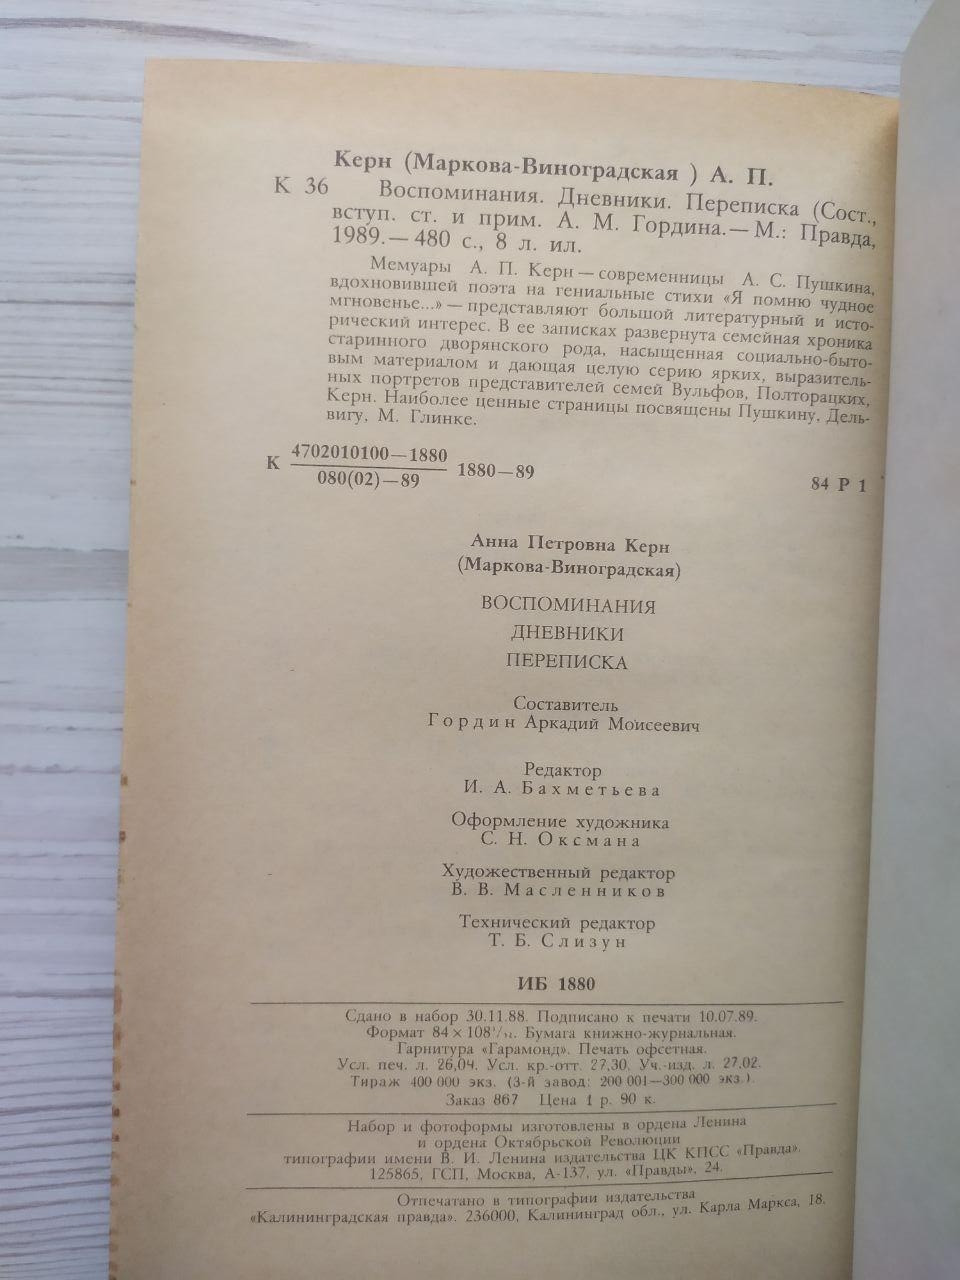 Керн (Маркова-Виноградская ) А. П.
К 36 Воспоминания. Дневники. Переписка (Сост.,
вступ. ст. и прим. А. М. Гордина.— М.: Правда,
1989.— 480 с., 8 л. ил.
Мемуары А. П. Керн — современницы А. С. Пушкина,
вдохновившей поэта на гениальные стихи «Я помню чудное
мгновенье...» — представляют большой литературный и исто-
рический интерес. В ее записках развернута семейная хроника
старинного дворянского рода, насыщенная социально-быто-
вым материалом и дающая целую серию ярких, выразитель-
ных портретов представителей семей Вульфов, Полторацких,
Керн. Наиболее ценные страницы посвящены Пушкину, Дель-
вигу, М. Глинке.
К 4702010100—1880
080(02)—89 1880—89
84 Р 1
Анна Петровна Керн
(Маркова-Виноградская)
ВОСПОМИНАНИЯ
ДНЕВНИКИ
ПЕРЕПИСКА
Составитель
Гордин Аркадий Моисеевич
Редактор
И. А. Бахметьева
Оформление художника
С. Н. Оксмана
Художественный редактор
В. В. Масленников
Технический редактор
Т. Б. Слизун
ИБ 1880
Сдано в набор 30.11.88. Подписано к печати 10.07.89.
Формат 84 × 108¹/₃₂. Бумага книжно-журнальная.
Гарнитура «Гарамонд». Печать офсетная.
Усл. печ. л. 26,04. Усл. кр.-отт. 27,30. Уч.-изд. л. 27,02.
Тираж 400 000 экз. (3-й завод: 200 001—300 000 экз.).
Заказ 867 Цена 1 р. 90 к.
Набор и фотоформы изготовлены в ордена Ленина
и ордена Октябрьской Революции
типографии имени В. И. Ленина издательства ЦК КПСС «Правда».
125865, ГСП, Москва, А-137, ул. «Правды», 24.
Отпечатано в типографии издательства
«Калининградская правда». 236000, Калининград обл., ул. Карла Маркса, 18.